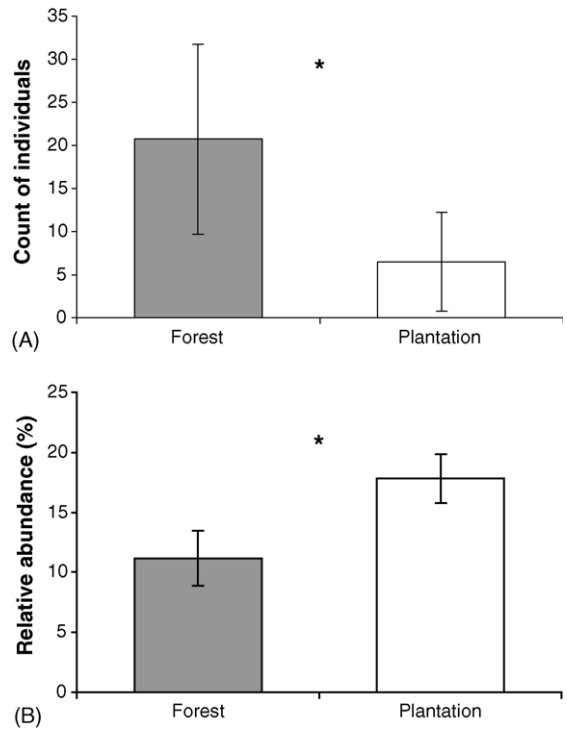 Count of individuals
35
30
25
20
15
10
5
0
*
Forest
Plantation
(A)
Relative abundance (%)
25
20
15
10
5
0
*
Forest
Plantation
(B)